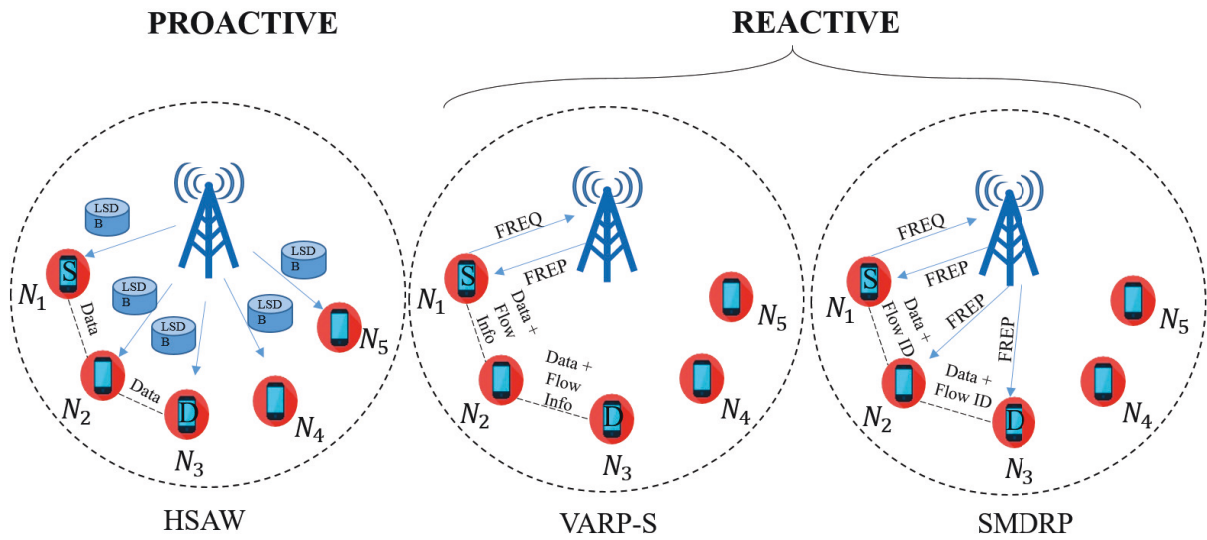 PROACTIVE
REACTIVE
LSD
B
LSD
B
LSD
B
LSD
B
LSD
B
S
N1
Data
N2
Data
D
N3
N4
N5
HSAW
FREQ
FREP
S
N1
Data +
Flow
Info
N2
Data +
Flow
Info
D
N3
N4
N5
VARP-S
FREQ
FREP
FREP
FREP
S
N1
Data +
Flow ID
N2
Data +
Flow ID
D
N3
N4
N5
SMDRP